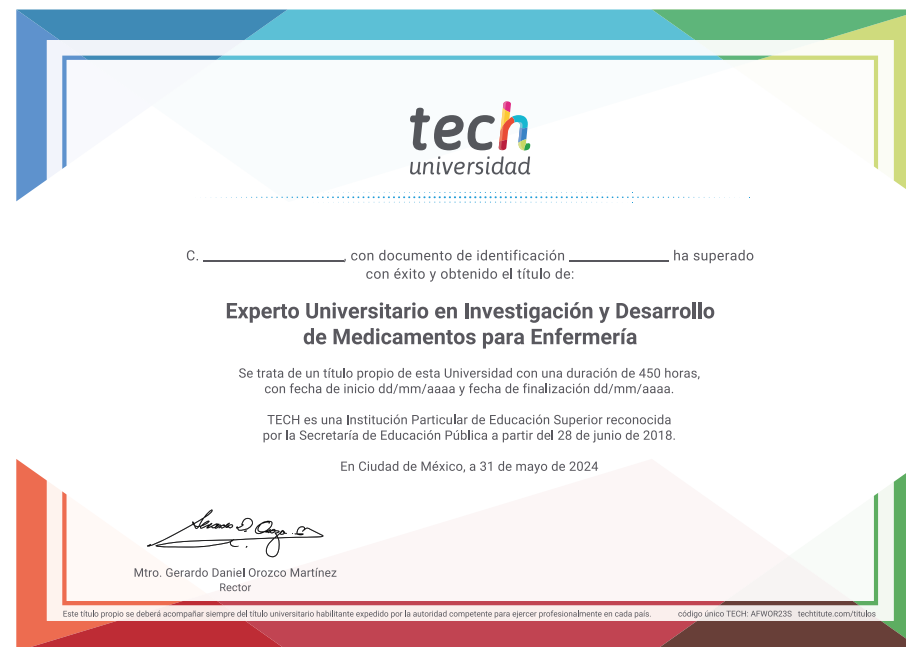 tech
universidad
C. ____________, con documento de identificación ____________ ha superado
con éxito y obtenido el título de:
Experto Universitario en Investigación y Desarrollo
de Medicamentos para Enfermería
Se trata de un título propio de esta Universidad con una duración de 450 horas,
con fecha de inicio dd/mm/aaaa y fecha de finalización dd/mm/aaaa.
TECH es una Institución Particular de Educación Superior reconocida
por la Secretaría de Educación Pública a partir del 28 de junio de 2018.
En Ciudad de México, a 31 de mayo de 2024
Mtro. Gerardo Daniel Orozco Martínez
Rector
Este título propio se deberá acompañar siempre del título universitario habilitante expedido por la autoridad competente para ejercer profesionalmente en cada país. código único TECH: AFWOR23S techtitute.com/titulos